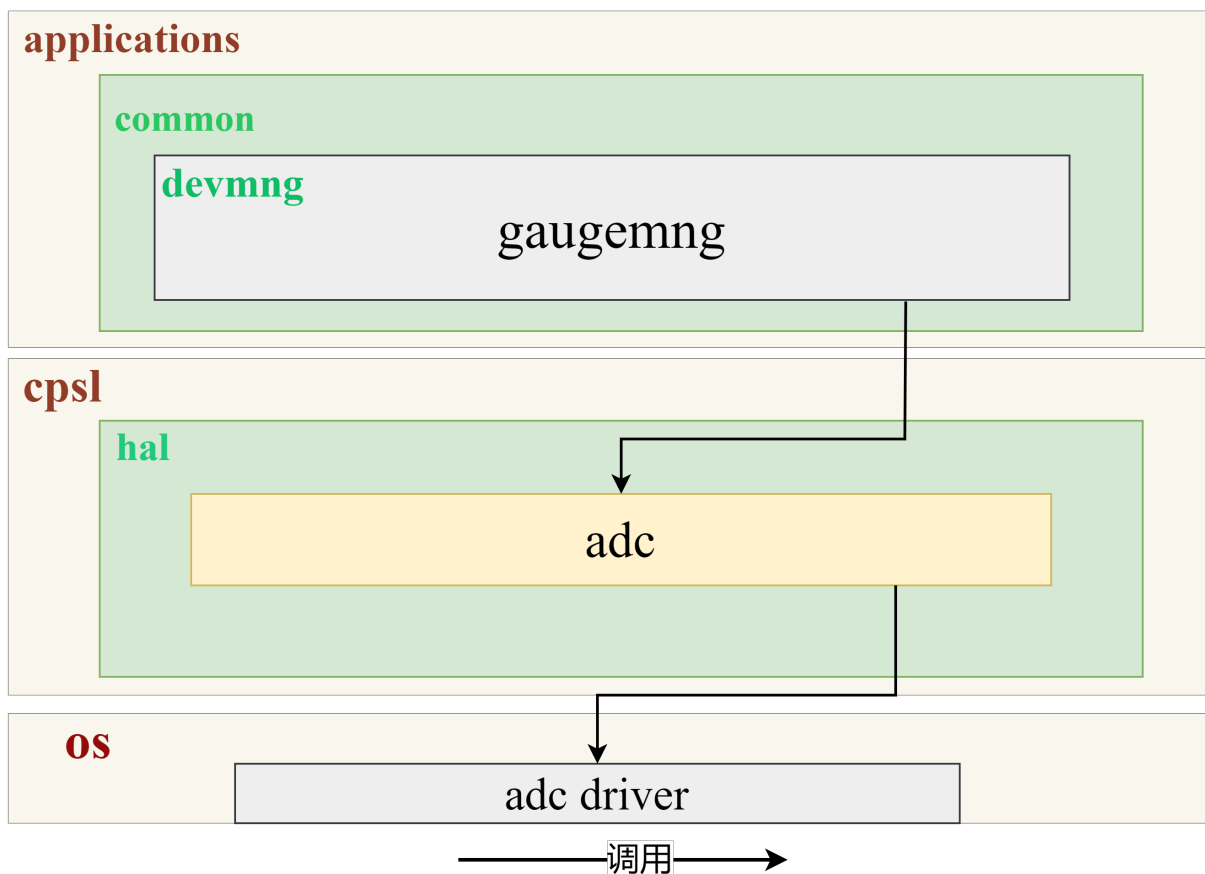 applications
common
devmng
gaugemng
cpsl
hal
adc
os
adc driver
调用